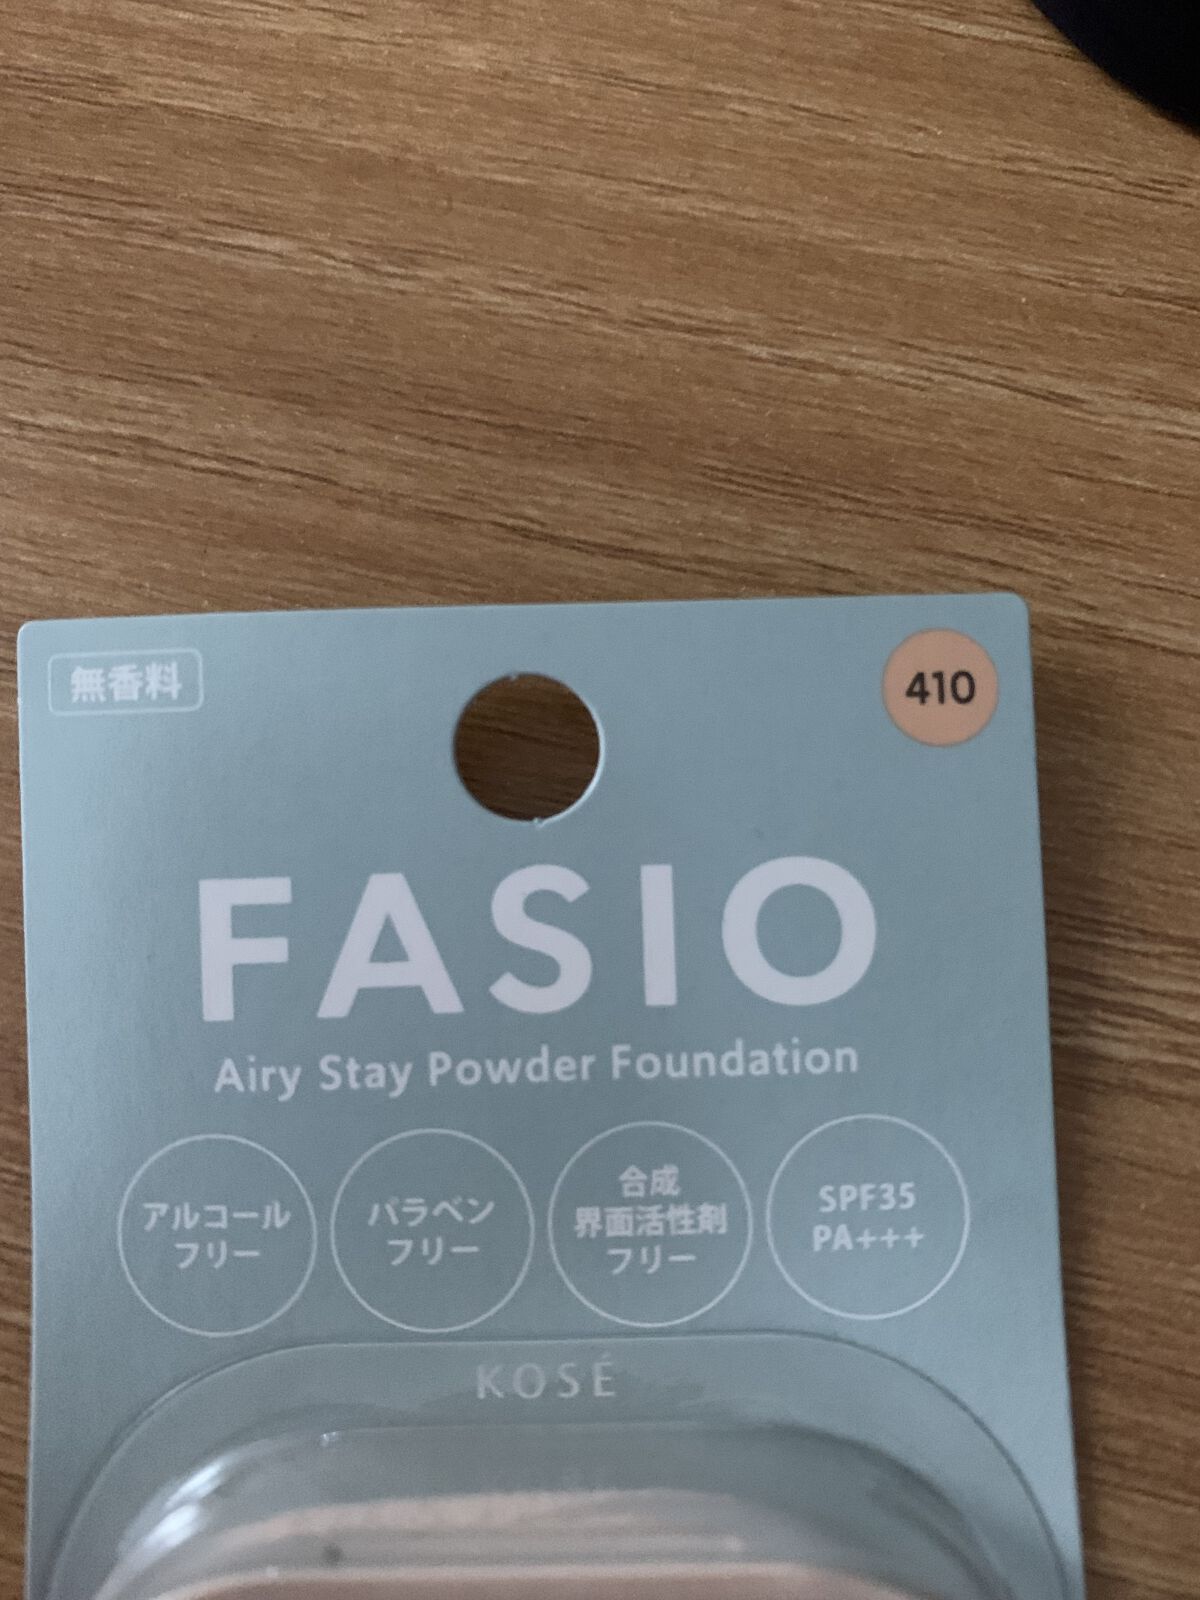 無香料
410
FASIO
Airy Stay Powder Foundation
アルコール
フリー
パラベン
フリー
合成
界面活性剤
フリー
SPF35
PA+++
KOSÉ